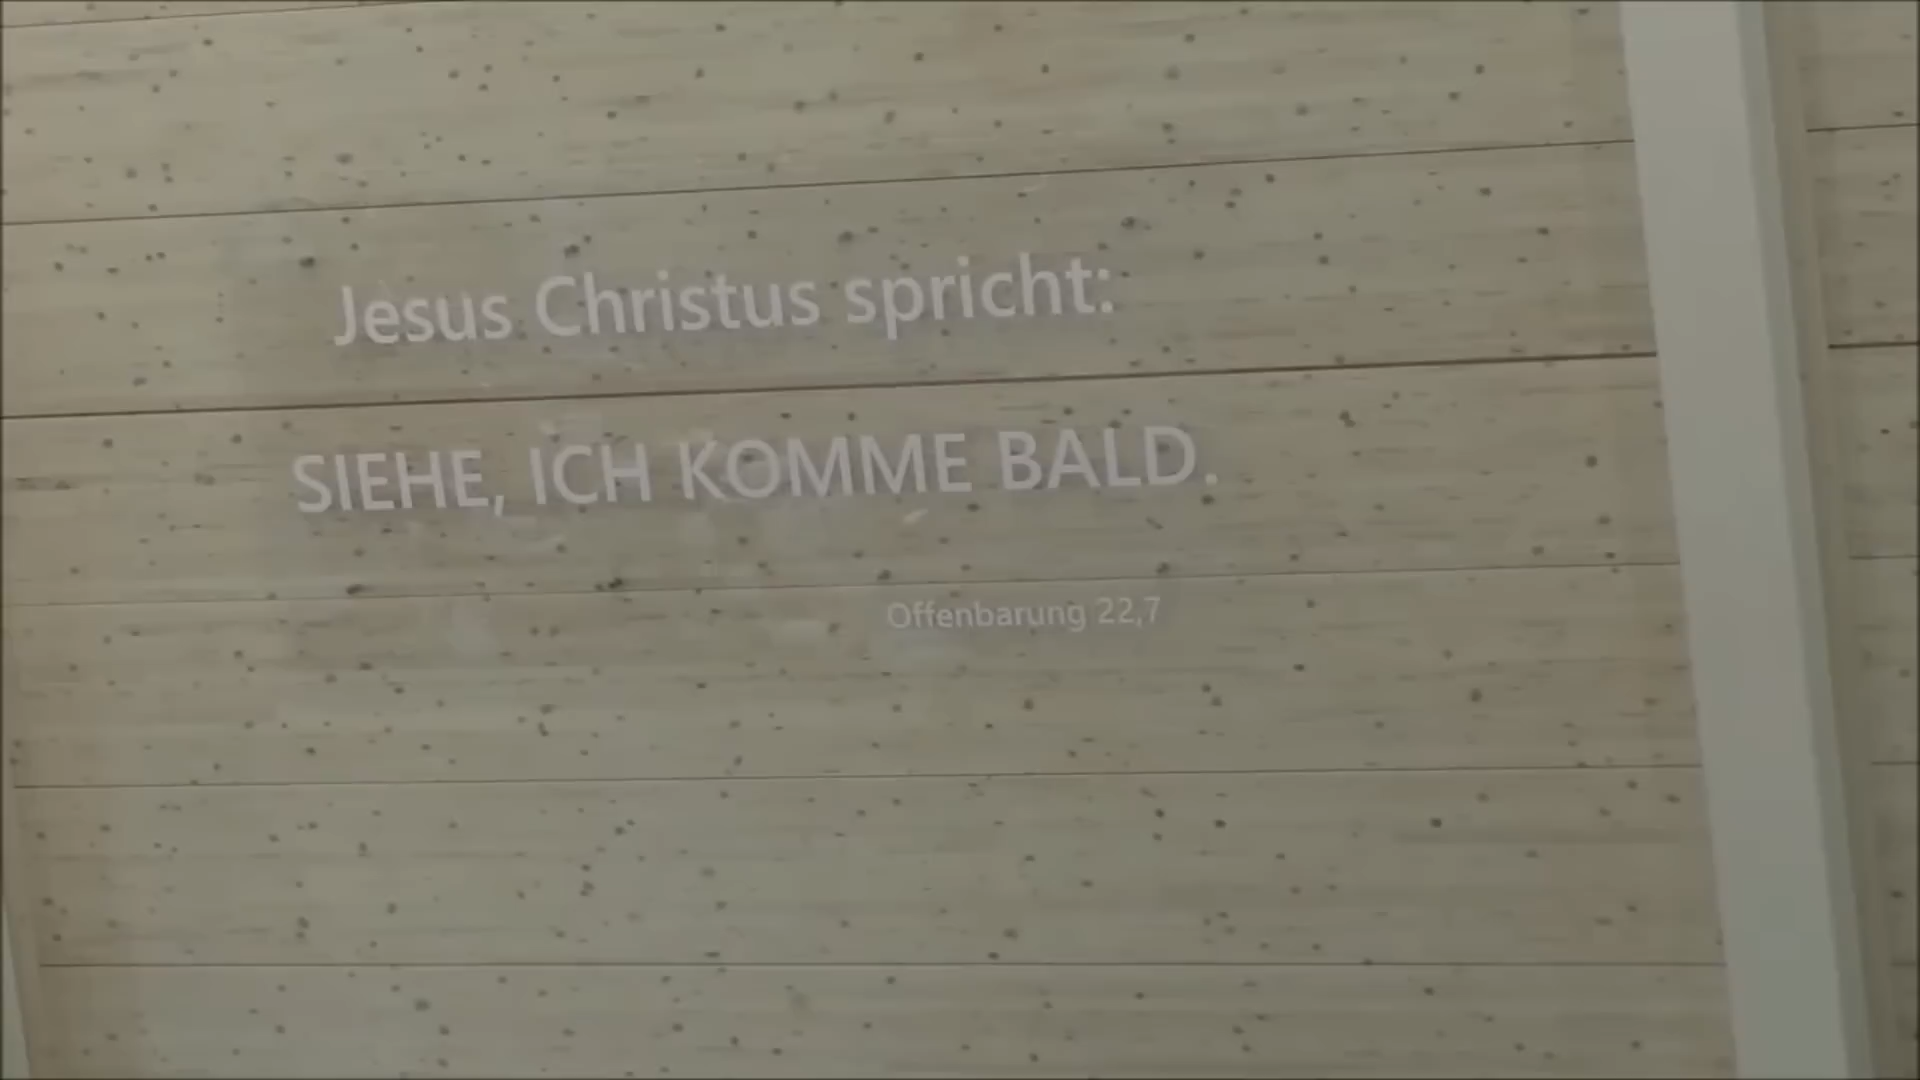 Jesus Christus spricht:
SIEHE, ICH KOMME BALD.
Offenbarung 22,7